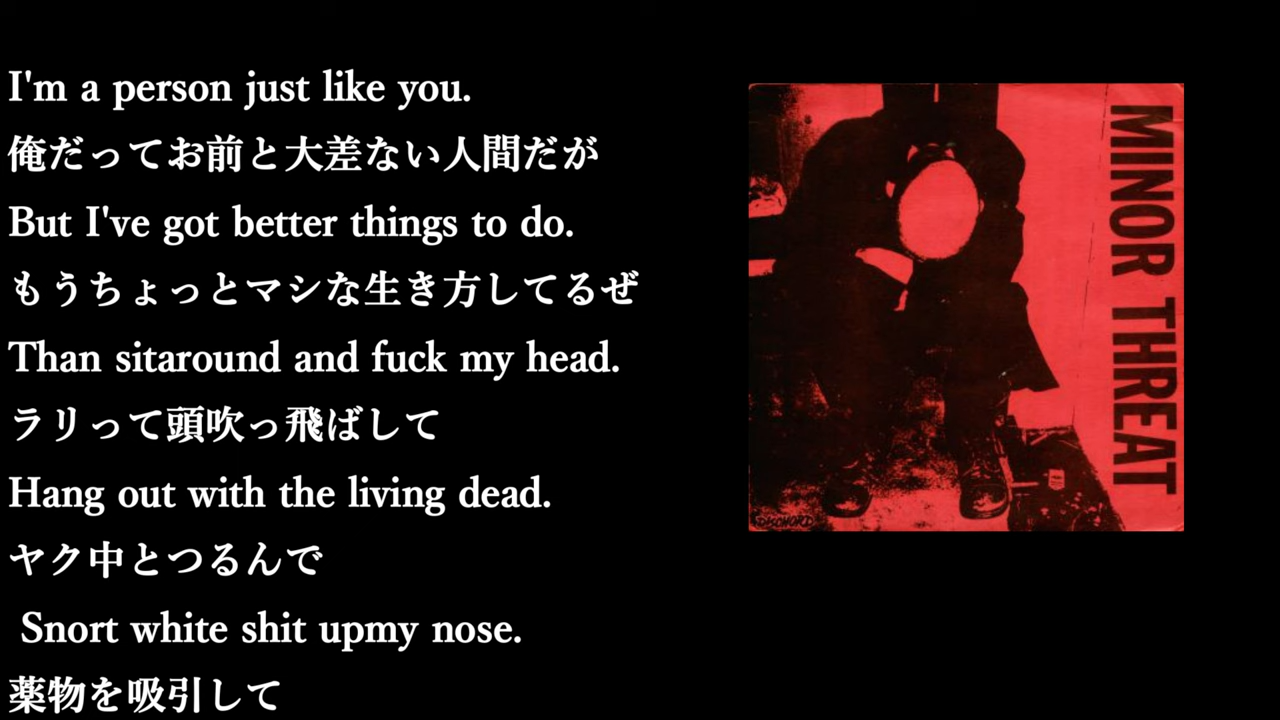 I'm a person just like you.
俺だってお前と大差ない人間だが
But I've got better things to do.
もうちょっとマシな生き方してるぜ
Than sitaround and fuck my head.
ラリって頭吹っ飛ばして
Hang out with the living dead.
ヤク中とつるんで
Snort white shit upmy nose.
薬物を吸引して
MINOR THREAT
DISCHORD